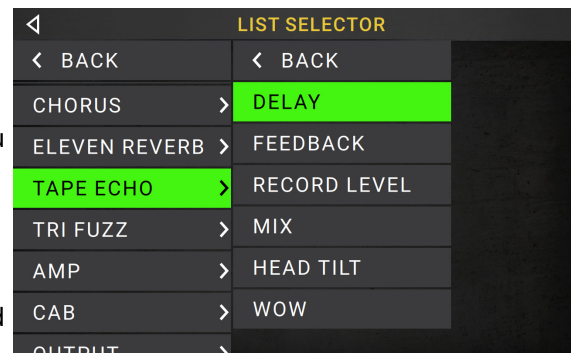 LIST SELECTOR
BACK
CHORUS
ELEVEN REVERB
TAPE ECHO
TRI FUZZ
AMP
CAB
OUTPUT
BACK
DELAY
FEEDBACK
RECORD LEVEL
MIX
HEAD TILT
WOW